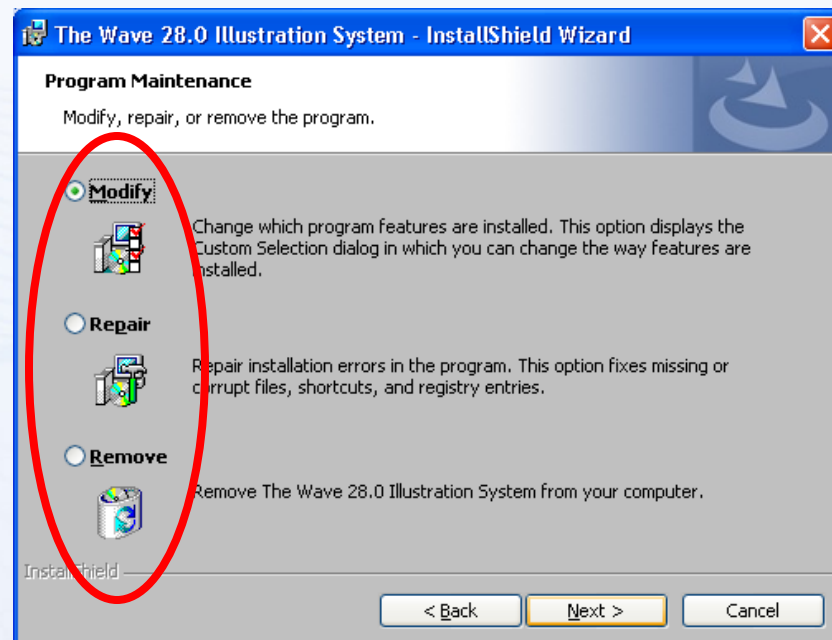 The Wave 28.0 Illustration System - InstallShield Wizard
Program Maintenance
Modify, repair, or remove the program.
Modify
Change which program features are installed. This option displays the
Custom Selection dialog in which you can change the way features are
installed.
Repair
Repair installation errors in the program. This option fixes missing or
corrupt files, shortcuts, and registry entries.
Remove
Remove The Wave 28.0 Illustration System from your computer.
InstallShield
< Back Next > Cancel